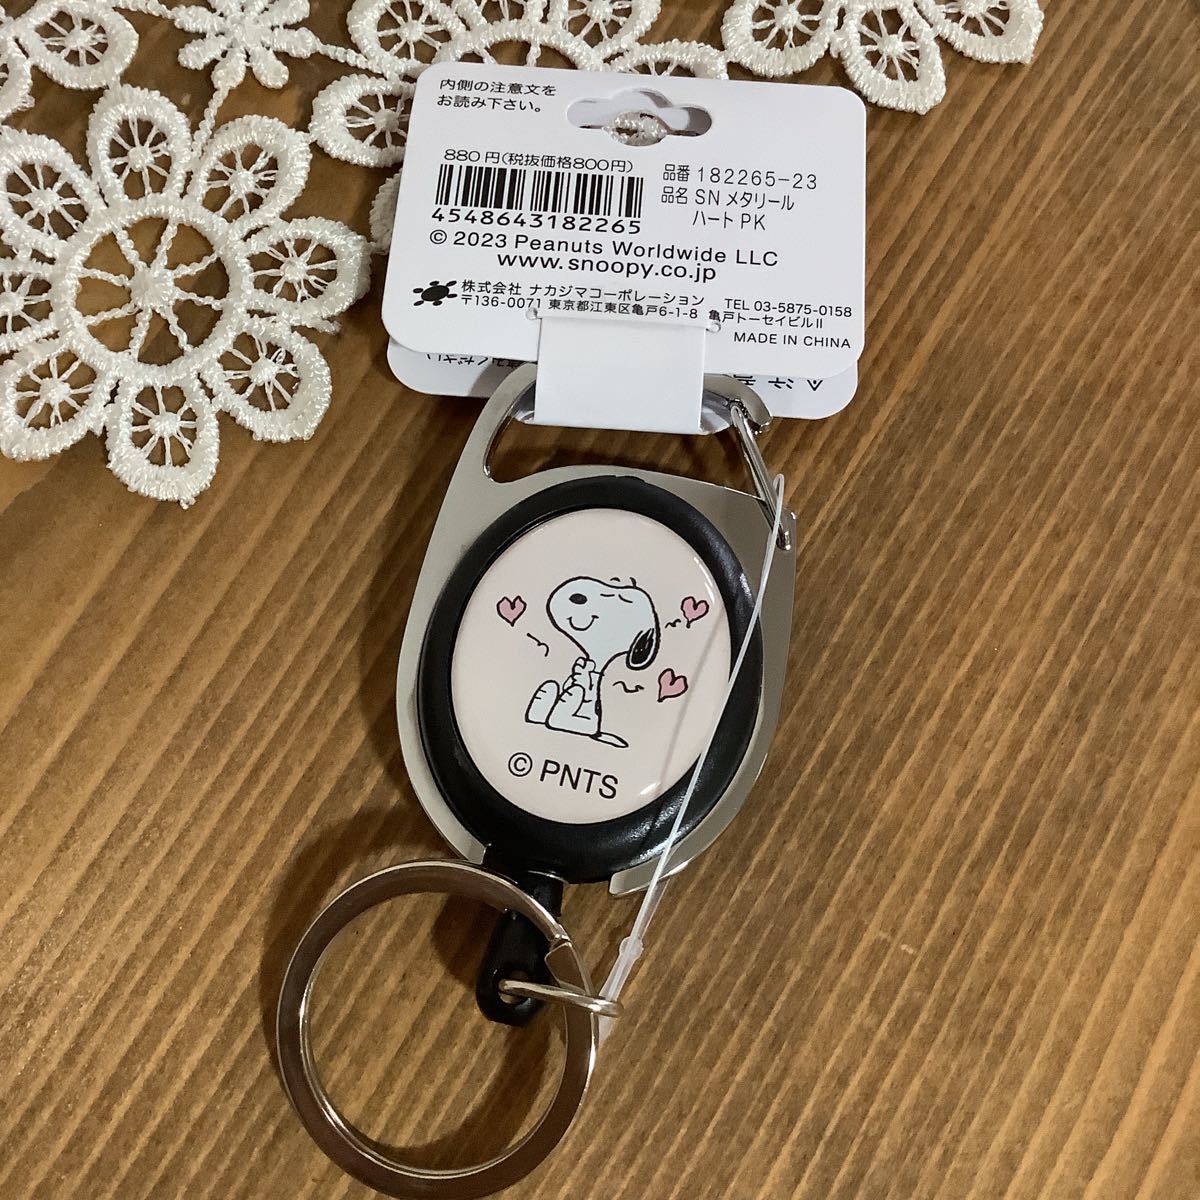 内側の注意文を
お読み下さい。
880円(税抜価格800円)
4548643182265
品番 182265-23
品名 SN メタリール
ハート PK
© 2023 Peanuts Worldwide LLC
www.snoopy.co.jp
株式会社 ナカジマコーポレーション TEL 03-5875-0158
〒136-0071 東京都江東区亀戸6-1-8 亀戸トーセイビルⅡ
MADE IN CHINA
© PNTS